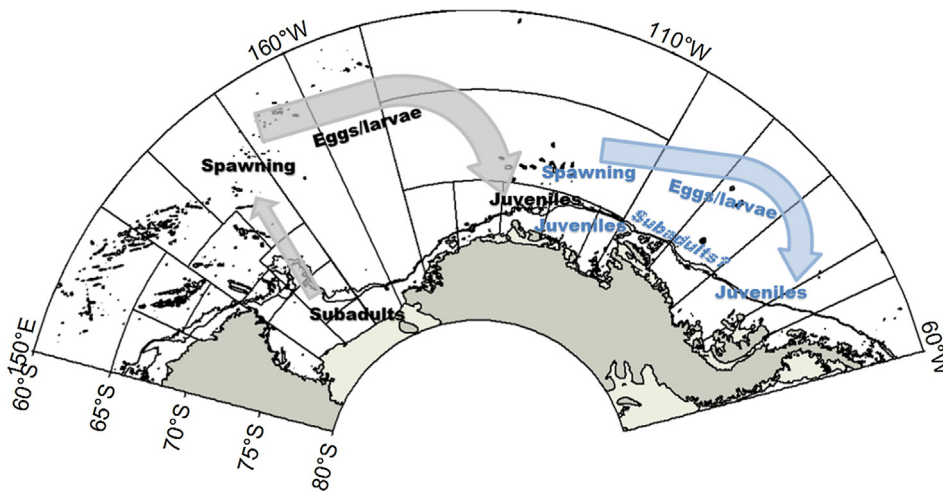 160°W
110°W
Eggs/larvae
Spawning
Spawning
Eggs/larvae
Juveniles
Juveniles
Subadults?
Juveniles
Subadults
150°E
60°S
65°S
70°S
75°S
80°S
60°W